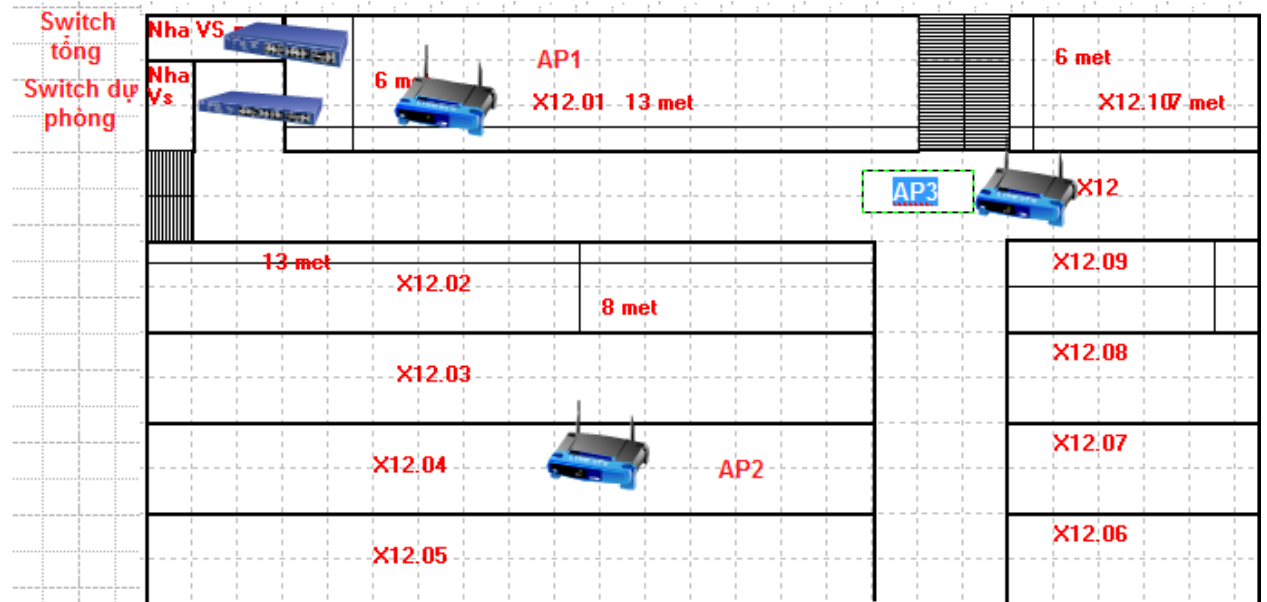 Switch
tổng
Nha VS
Switch dự
phòng
Nha
Vs
6 m
AP1
X12.01 13 met
6 met
X12.10 7 met
AP3
X12
13 met
X12.02
8 met
X12.03
X12.04
AP2
X12.05
X12.09
X12.08
X12.07
X12.06